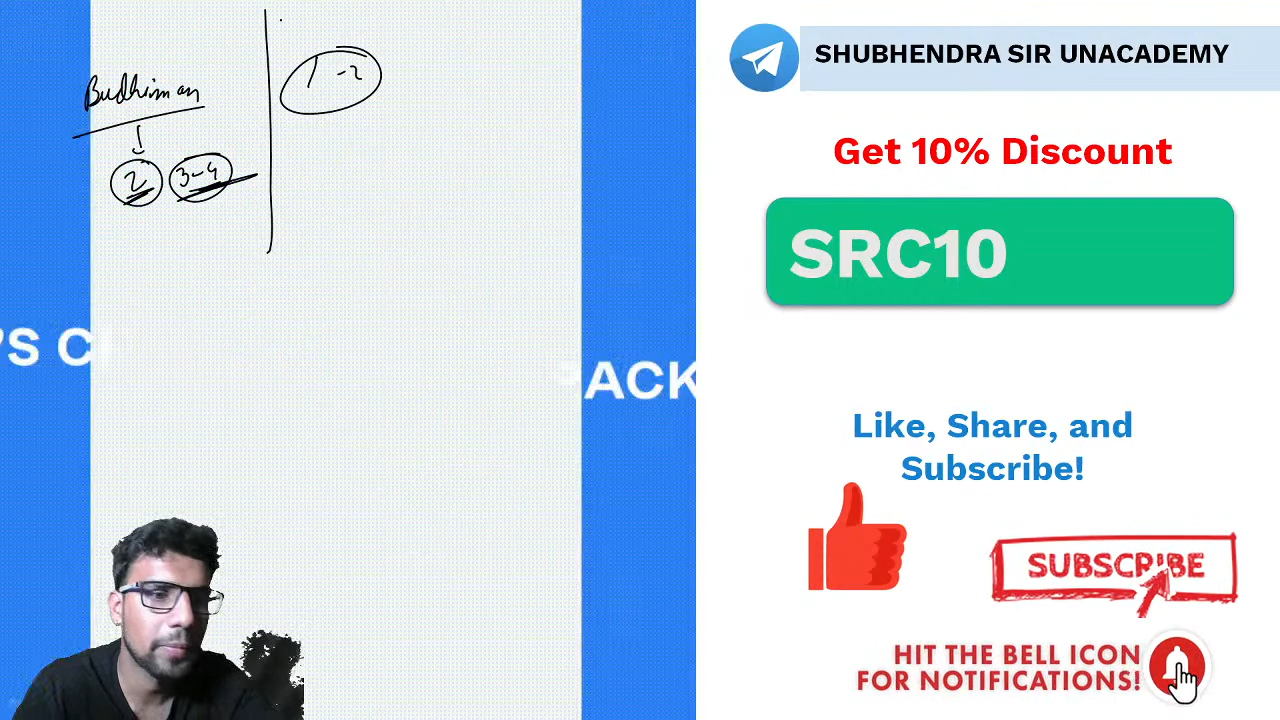 Budhiman
2 3-4
1-2
'S C
ACK
SHUBHENDRA SIR UNACADEMY
Get 10% Discount
SRC10
Like, Share, and
Subscribe!
SUBSCRIBE
HIT THE BELL ICON
FOR NOTIFICATIONS!